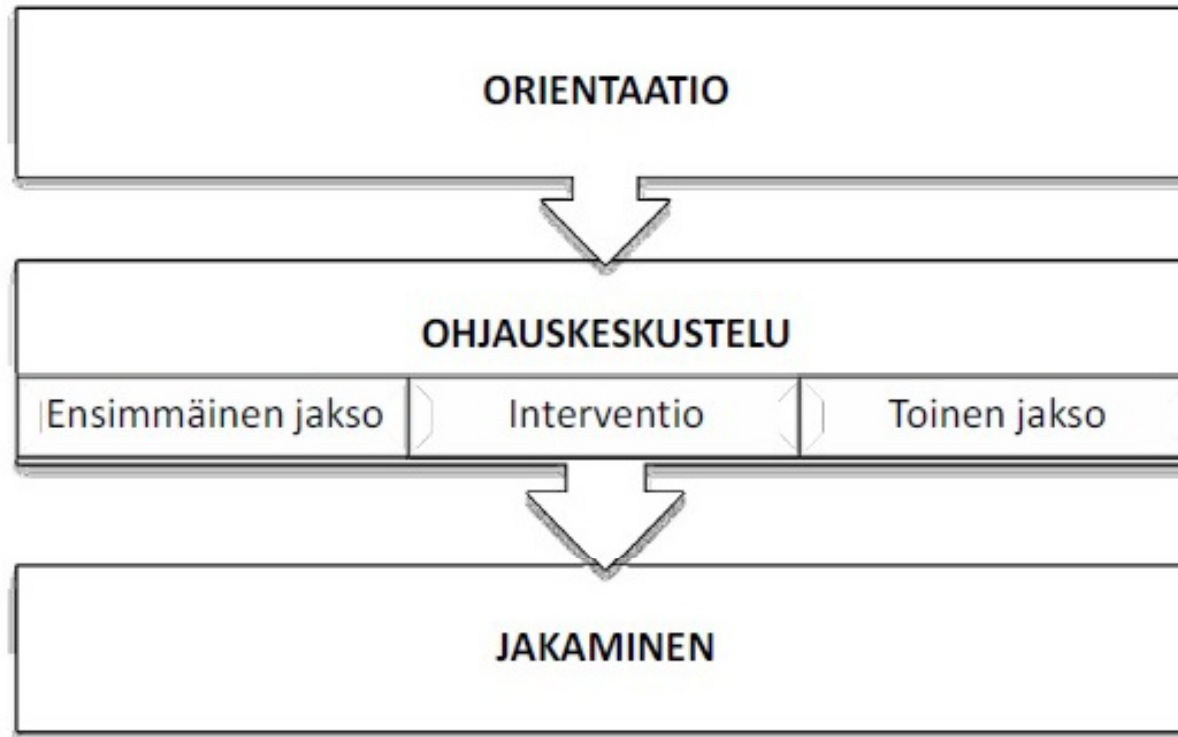 ORIENTAATIO
OHJAUSKESKUSTELU
Ensimmäinen jakso
Interventio
Toinen jakso
JAKAMINEN